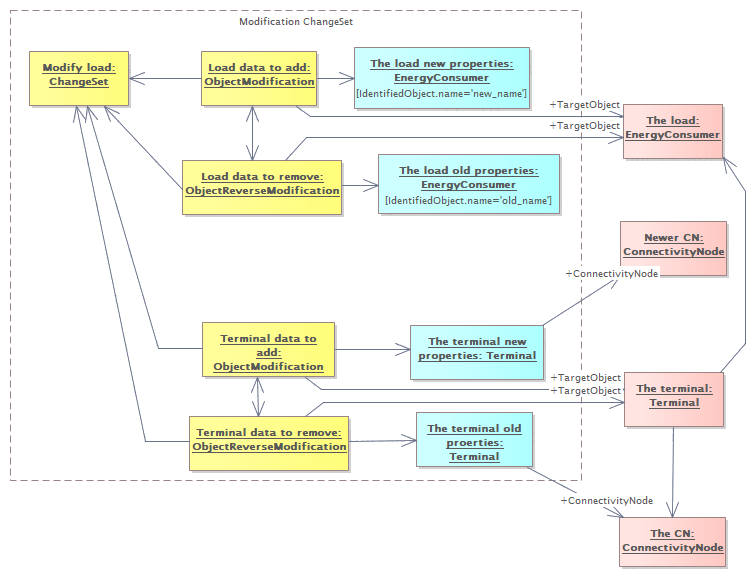 Modification ChangeSet
Modify load:
ChangeSet
Load data to add:
ObjectModification
The load new properties:
EnergyConsumer
[IdentifiedObject.name='new_name']
+TargetObject
+TargetObject
The load:
EnergyConsumer
Load data to remove:
ObjectReverseModification
The load old properties:
EnergyConsumer
[IdentifiedObject.name='old_name']
Newer CN:
ConnectivityNode
+ConnectivityNode
Terminal data to
add:
ObjectModification
The terminal new
properties: Terminal
+TargetObject
+TargetObject
The terminal:
Terminal
Terminal data to remove:
ObjectReverseModification
The terminal old
proerties:
Terminal
+ConnectivityNode
The CN:
ConnectivityNode